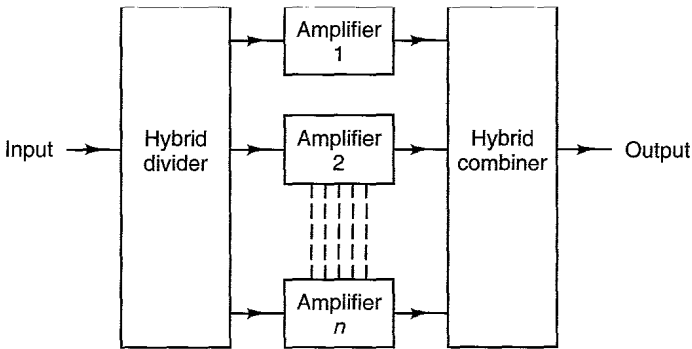 Amplifier
1
Input
Hybrid
divider
Amplifier
2
Hybrid
combiner
Output
Amplifier
n